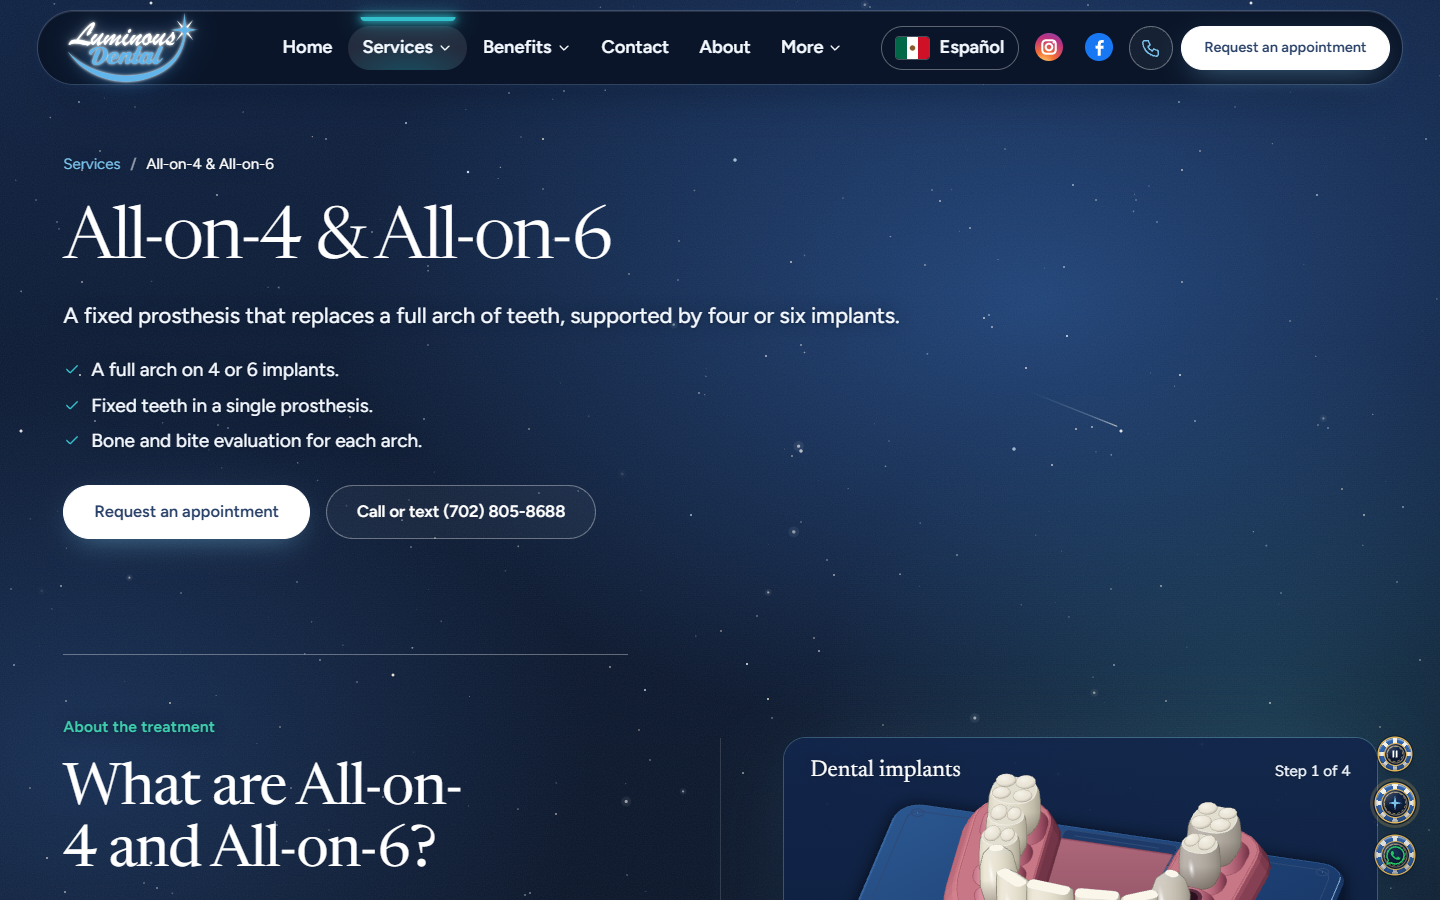 Luminous
Dental
Home
Services
Benefits
Contact
About
More
Español
Request an appointment
Services / All-on-4 & All-on-6
All-on-4 & All-on-6
A fixed prosthesis that replaces a full arch of teeth, supported by four or six implants.
A full arch on 4 or 6 implants.
Fixed teeth in a single prosthesis.
Bone and bite evaluation for each arch.
Request an appointment
Call or text (702) 805-8688
About the treatment
What are All-on-
4 and All-on-6?
Dental implants
Step 1 of 4